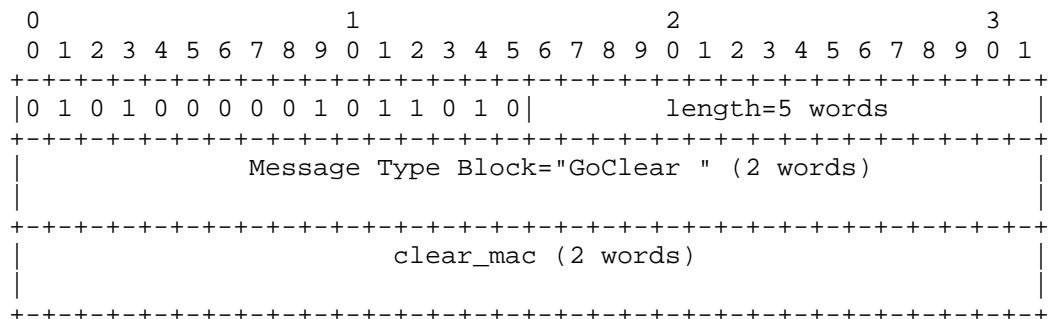 0                   1                   2                   3
 0 1 2 3 4 5 6 7 8 9 0 1 2 3 4 5 6 7 8 9 0 1 2 3 4 5 6 7 8 9 0 1
+-+-+-+-+-+-+-+-+-+-+-+-+-+-+-+-+-+-+-+-+-+-+-+-+-+-+-+-+-+-+-+-+
|0 1 0 1 0 0 0 0 0 1 0 1 1 0 1 0|        length=5 words         |
+-+-+-+-+-+-+-+-+-+-+-+-+-+-+-+-+-+-+-+-+-+-+-+-+-+-+-+-+-+-+-+-+
|              Message Type Block="GoClear " (2 words)          |
|                                                               |
+-+-+-+-+-+-+-+-+-+-+-+-+-+-+-+-+-+-+-+-+-+-+-+-+-+-+-+-+-+-+-+-+
|                       clear_mac (2 words)                     |
|                                                               |
+-+-+-+-+-+-+-+-+-+-+-+-+-+-+-+-+-+-+-+-+-+-+-+-+-+-+-+-+-+-+-+-+